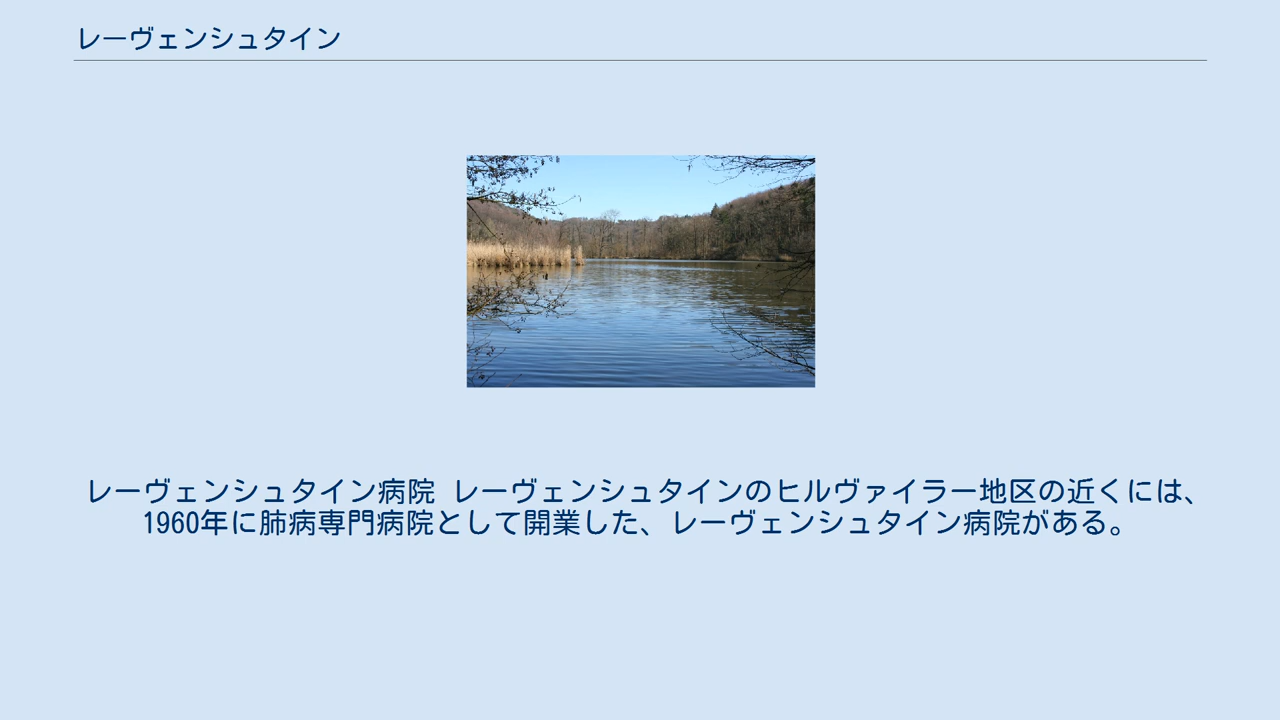 レーヴェンシュタイン
レーヴェンシュタイン病院 レーヴェンシュタインのヒルヴァイラー地区の近くには、
1960年に肺病専門病院として開業した、レーヴェンシュタイン病院がある。